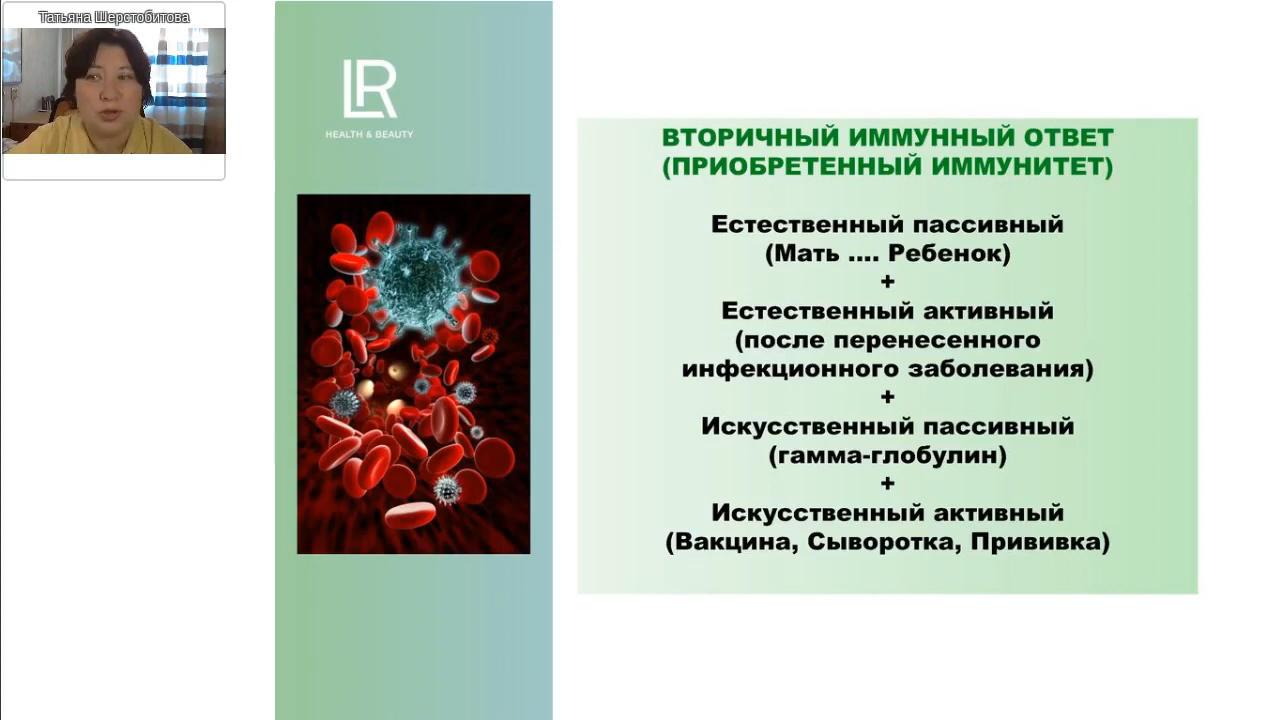 Татьяна Шерстобитова
LR
HEALTH & BEAUTY
ВТОРИЧНЫЙ ИММУННЫЙ ОТВЕТ
(ПРИОБРЕТЕННЫЙ ИММУНИТЕТ)
Естественный пассивный
(Мать .... Ребенок)
+
Естественный активный
(после перенесенного
инфекционного заболевания)
+
Искусственный пассивный
(гамма-глобулин)
+
Искусственный активный
(Вакцина, Сыворотка, Прививка)